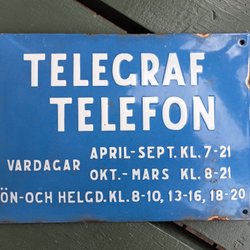 TELEGRAF
TELEFON
VARDAGAR APRIL-SEPT. KL. 7-21
OKT.- MARS KL. 8-21
ÖN-OCH HELGD. KL. 8-10, 13-16, 18-20